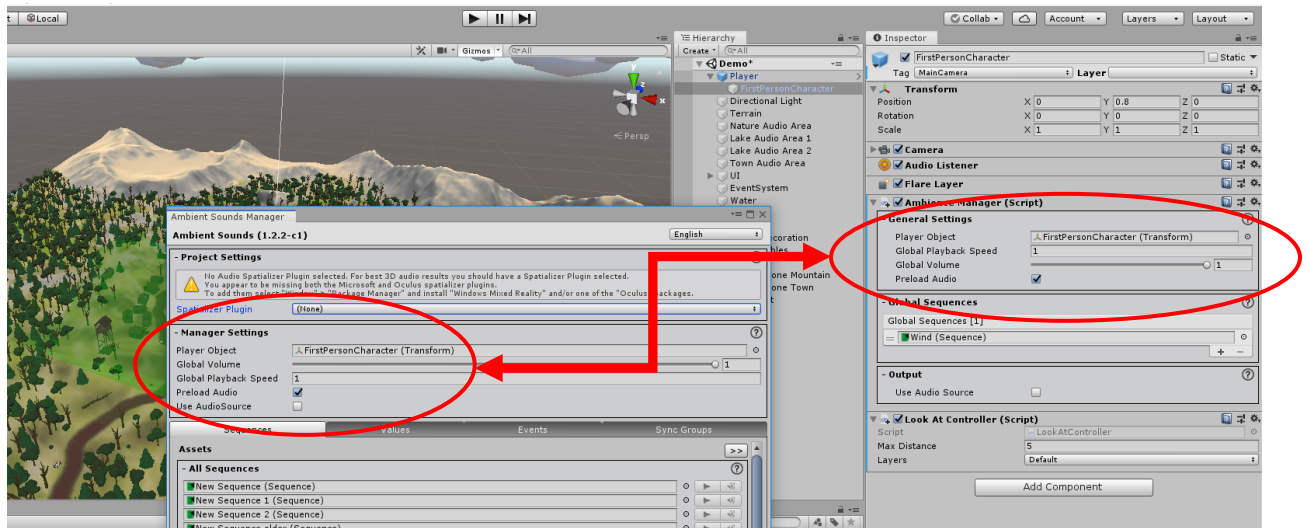 t Local Collab Account Layers Layout
Gizmos All
Persp
Hierarchy
Create All
Demo*
Player
FirstPersonCharacter
Directional Light
Terrain
Nature Audio Area
Lake Audio Area 1
Lake Audio Area 2
Town Audio Area
UI
EventSystem
Water
one Mountain
one Town
Ambient Sounds Manager
Ambient Sounds (1.2.2-c1) English
- Project Settings
No Audio Spatializer Plugin selected. For best 3D audio results you should have a Spatializer Plugin selected.
You appear to be missing both the Microsoft and Oculus spatializer plugins.
To add them select "Window" > "Package Manager" and install "Windows Mixed Reality" and/or one of the "Oculus" packages.
Spatializer Plugin (None)
- Manager Settings
Player Object FirstPersonCharacter (Transform)
Global Volume 1
Global Playback Speed 1
Preload Audio
Use AudioSource
Sequences Values Events Sync Groups
Assets >>
- All Sequences
New Sequence (Sequence)
New Sequence 1 (Sequence)
New Sequence 2 (Sequence)
New Sequence older (Sequence)
Inspector
FirstPersonCharacter Static
Tag MainCamera Layer
Transform
Position X 0 Y 0.8 Z 0
Rotation X 0 Y 0 Z 0
Scale X 1 Y 1 Z 1
Camera
Audio Listener
Flare Layer
Ambience Manager (Script)
- General Settings
Player Object FirstPersonCharacter (Transform)
Global Playback Speed 1
Global Volume 1
Preload Audio
- Global Sequences
Global Sequences [1]
Wind (Sequence)
+ -
- Output
Use Audio Source
Look At Controller (Script)
Script LookAtController
Max Distance 5
Layers Default
Add Component